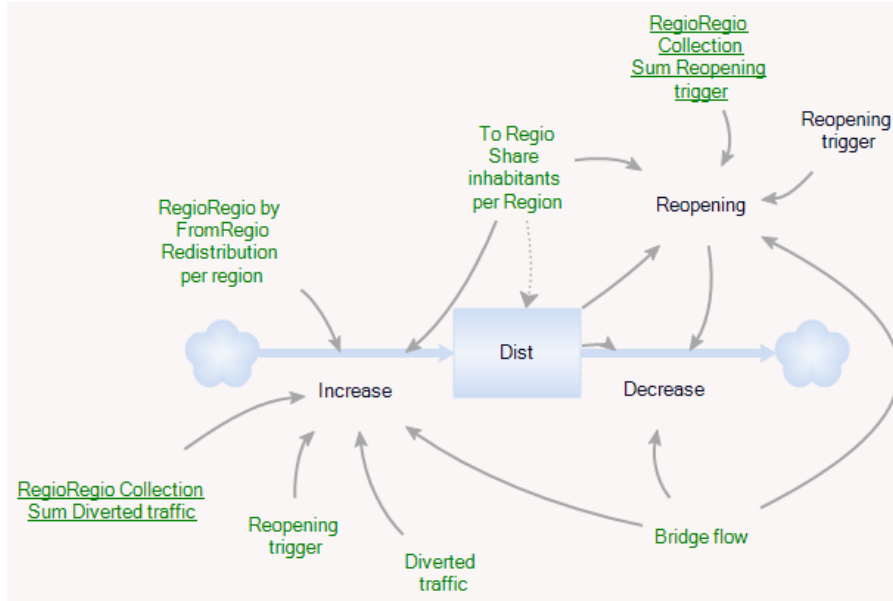 RegioRegio
Collection
Sum Reopening
trigger
Reopening
trigger
To Regio
Share
inhabitants
per Region
Reopening
RegioRegio by
FromRegio
Redistribution
per region
Dist
Increase
Decrease
RegioRegio Collection
Sum Diverted traffic
Reopening
trigger
Diverted
traffic
Bridge flow